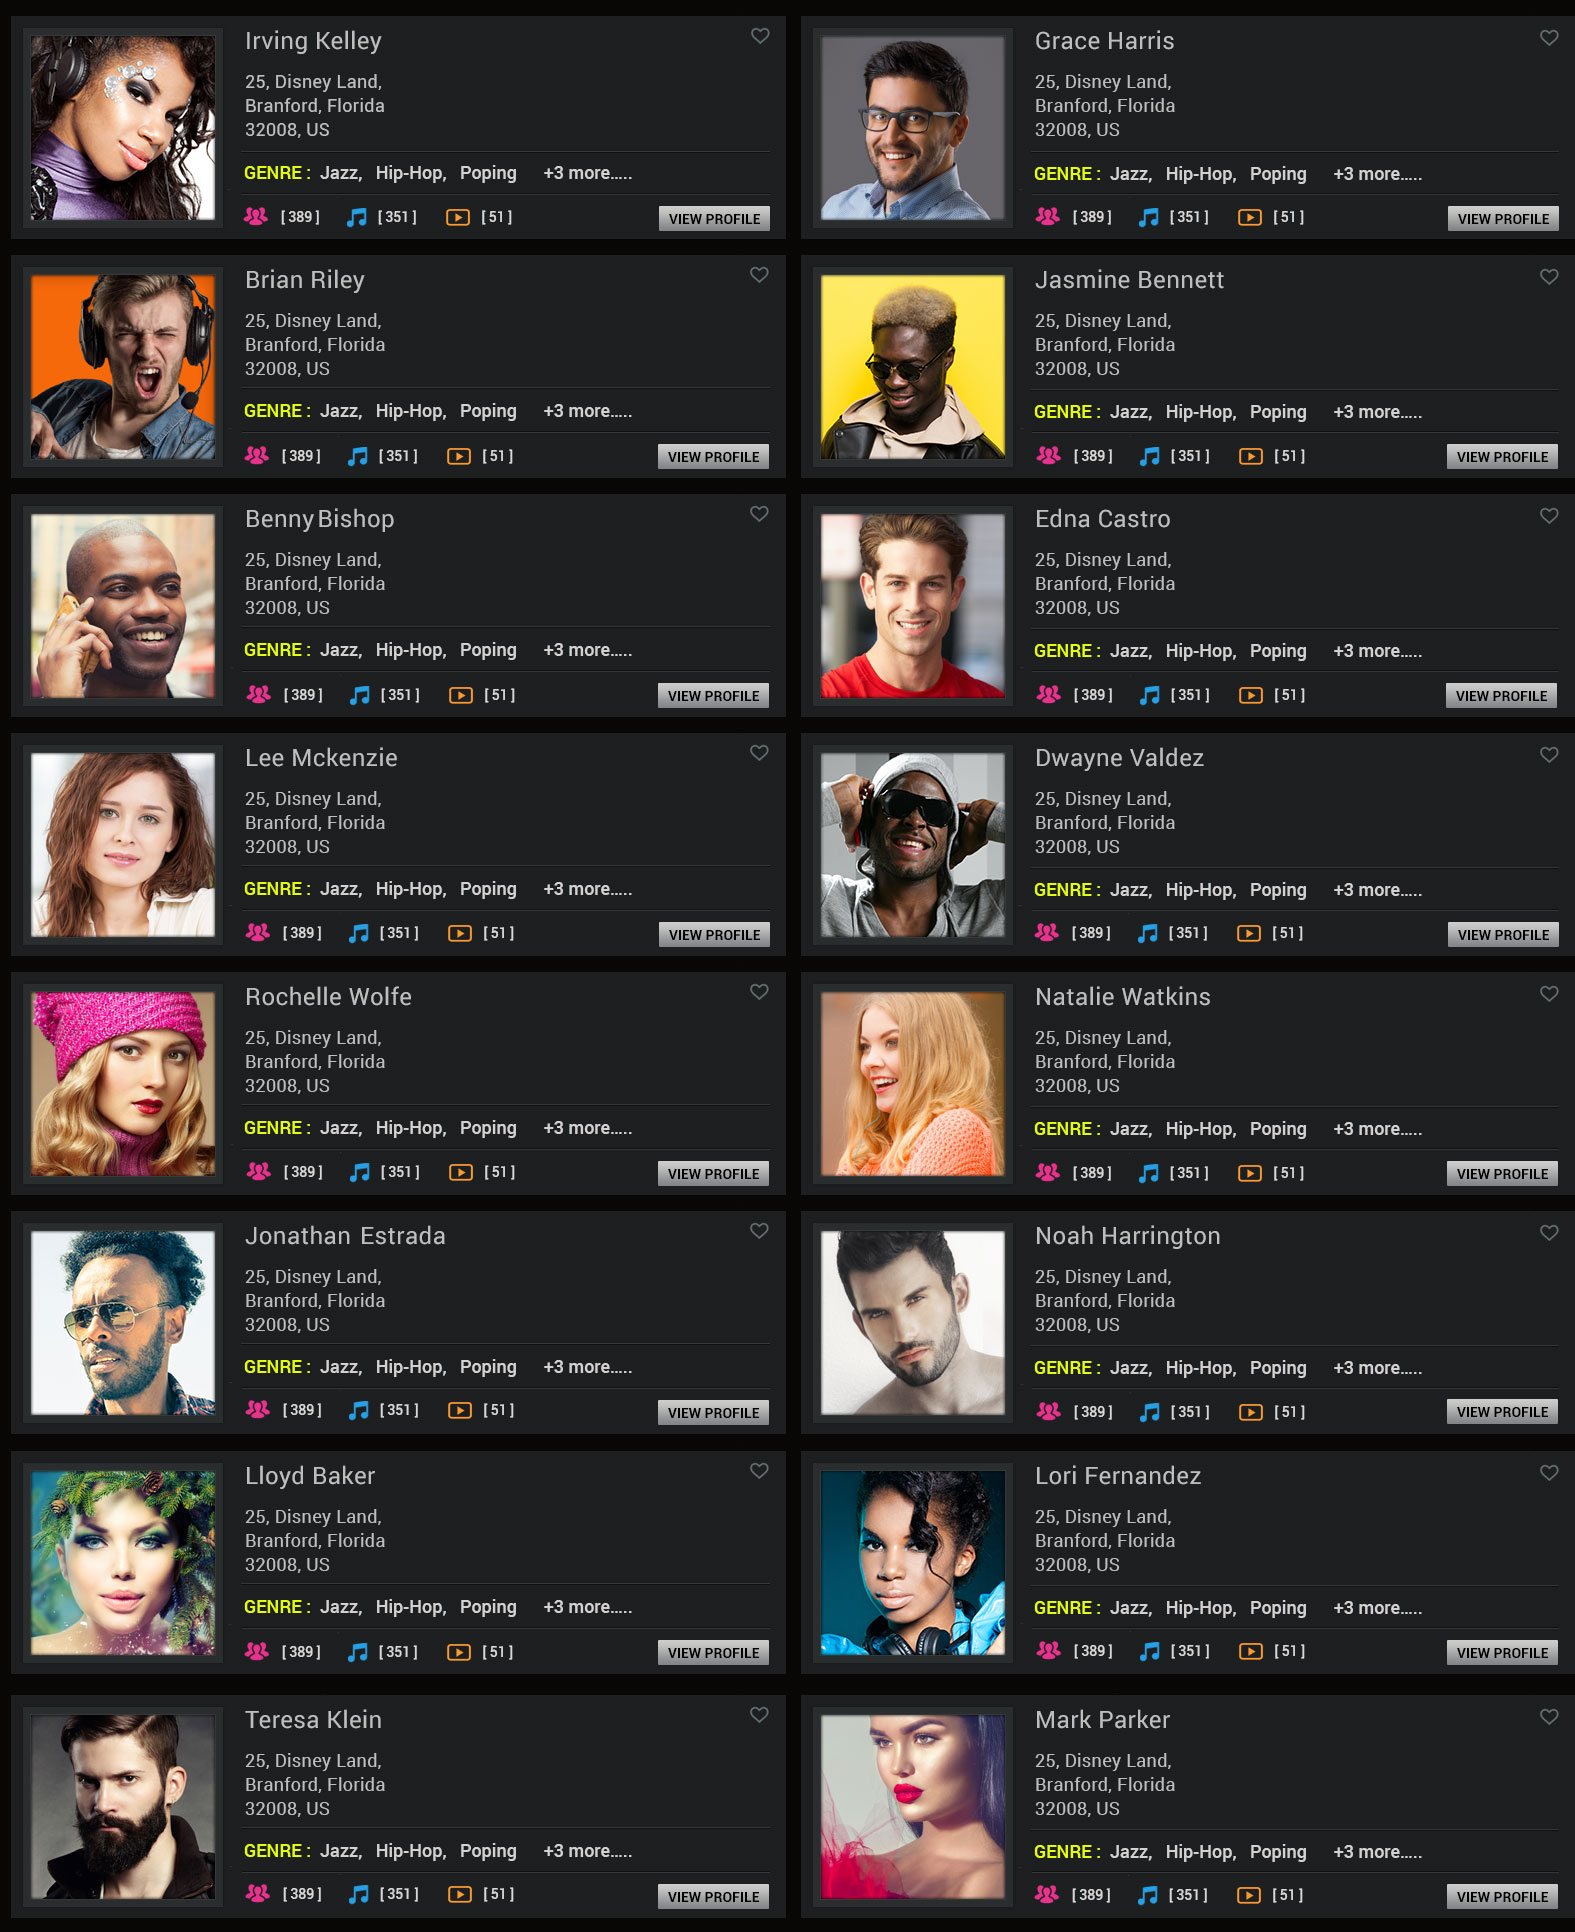 Irving Kelley
25, Disney Land,
Branford, Florida
32008, US
GENRE : Jazz, Hip-Hop, Poping +3 more.....
[ 389 ] [ 351 ] [ 51 ] VIEW PROFILE
Grace Harris
25, Disney Land,
Branford, Florida
32008, US
GENRE : Jazz, Hip-Hop, Poping +3 more.....
[ 389 ] [ 351 ] [ 51 ] VIEW PROFILE
Brian Riley
25, Disney Land,
Branford, Florida
32008, US
GENRE : Jazz, Hip-Hop, Poping +3 more.....
[ 389 ] [ 351 ] [ 51 ] VIEW PROFILE
Jasmine Bennett
25, Disney Land,
Branford, Florida
32008, US
GENRE : Jazz, Hip-Hop, Poping +3 more.....
[ 389 ] [ 351 ] [ 51 ] VIEW PROFILE
Benny Bishop
25, Disney Land,
Branford, Florida
32008, US
GENRE : Jazz, Hip-Hop, Poping +3 more.....
[ 389 ] [ 351 ] [ 51 ] VIEW PROFILE
Edna Castro
25, Disney Land,
Branford, Florida
32008, US
GENRE : Jazz, Hip-Hop, Poping +3 more.....
[ 389 ] [ 351 ] [ 51 ] VIEW PROFILE
Lee Mckenzie
25, Disney Land,
Branford, Florida
32008, US
GENRE : Jazz, Hip-Hop, Poping +3 more.....
[ 389 ] [ 351 ] [ 51 ] VIEW PROFILE
Dwayne Valdez
25, Disney Land,
Branford, Florida
32008, US
GENRE : Jazz, Hip-Hop, Poping +3 more.....
[ 389 ] [ 351 ] [ 51 ] VIEW PROFILE
Rochelle Wolfe
25, Disney Land,
Branford, Florida
32008, US
GENRE : Jazz, Hip-Hop, Poping +3 more.....
[ 389 ] [ 351 ] [ 51 ] VIEW PROFILE
Natalie Watkins
25, Disney Land,
Branford, Florida
32008, US
GENRE : Jazz, Hip-Hop, Poping +3 more.....
[ 389 ] [ 351 ] [ 51 ] VIEW PROFILE
Jonathan Estrada
25, Disney Land,
Branford, Florida
32008, US
GENRE : Jazz, Hip-Hop, Poping +3 more.....
[ 389 ] [ 351 ] [ 51 ] VIEW PROFILE
Noah Harrington
25, Disney Land,
Branford, Florida
32008, US
GENRE : Jazz, Hip-Hop, Poping +3 more.....
[ 389 ] [ 351 ] [ 51 ] VIEW PROFILE
Lloyd Baker
25, Disney Land,
Branford, Florida
32008, US
GENRE : Jazz, Hip-Hop, Poping +3 more.....
[ 389 ] [ 351 ] [ 51 ] VIEW PROFILE
Lori Fernandez
25, Disney Land,
Branford, Florida
32008, US
GENRE : Jazz, Hip-Hop, Poping +3 more.....
[ 389 ] [ 351 ] [ 51 ] VIEW PROFILE
Teresa Klein
25, Disney Land,
Branford, Florida
32008, US
GENRE : Jazz, Hip-Hop, Poping +3 more.....
[ 389 ] [ 351 ] [ 51 ] VIEW PROFILE
Mark Parker
25, Disney Land,
Branford, Florida
32008, US
GENRE : Jazz, Hip-Hop, Poping +3 more.....
[ 389 ] [ 351 ] [ 51 ] VIEW PROFILE